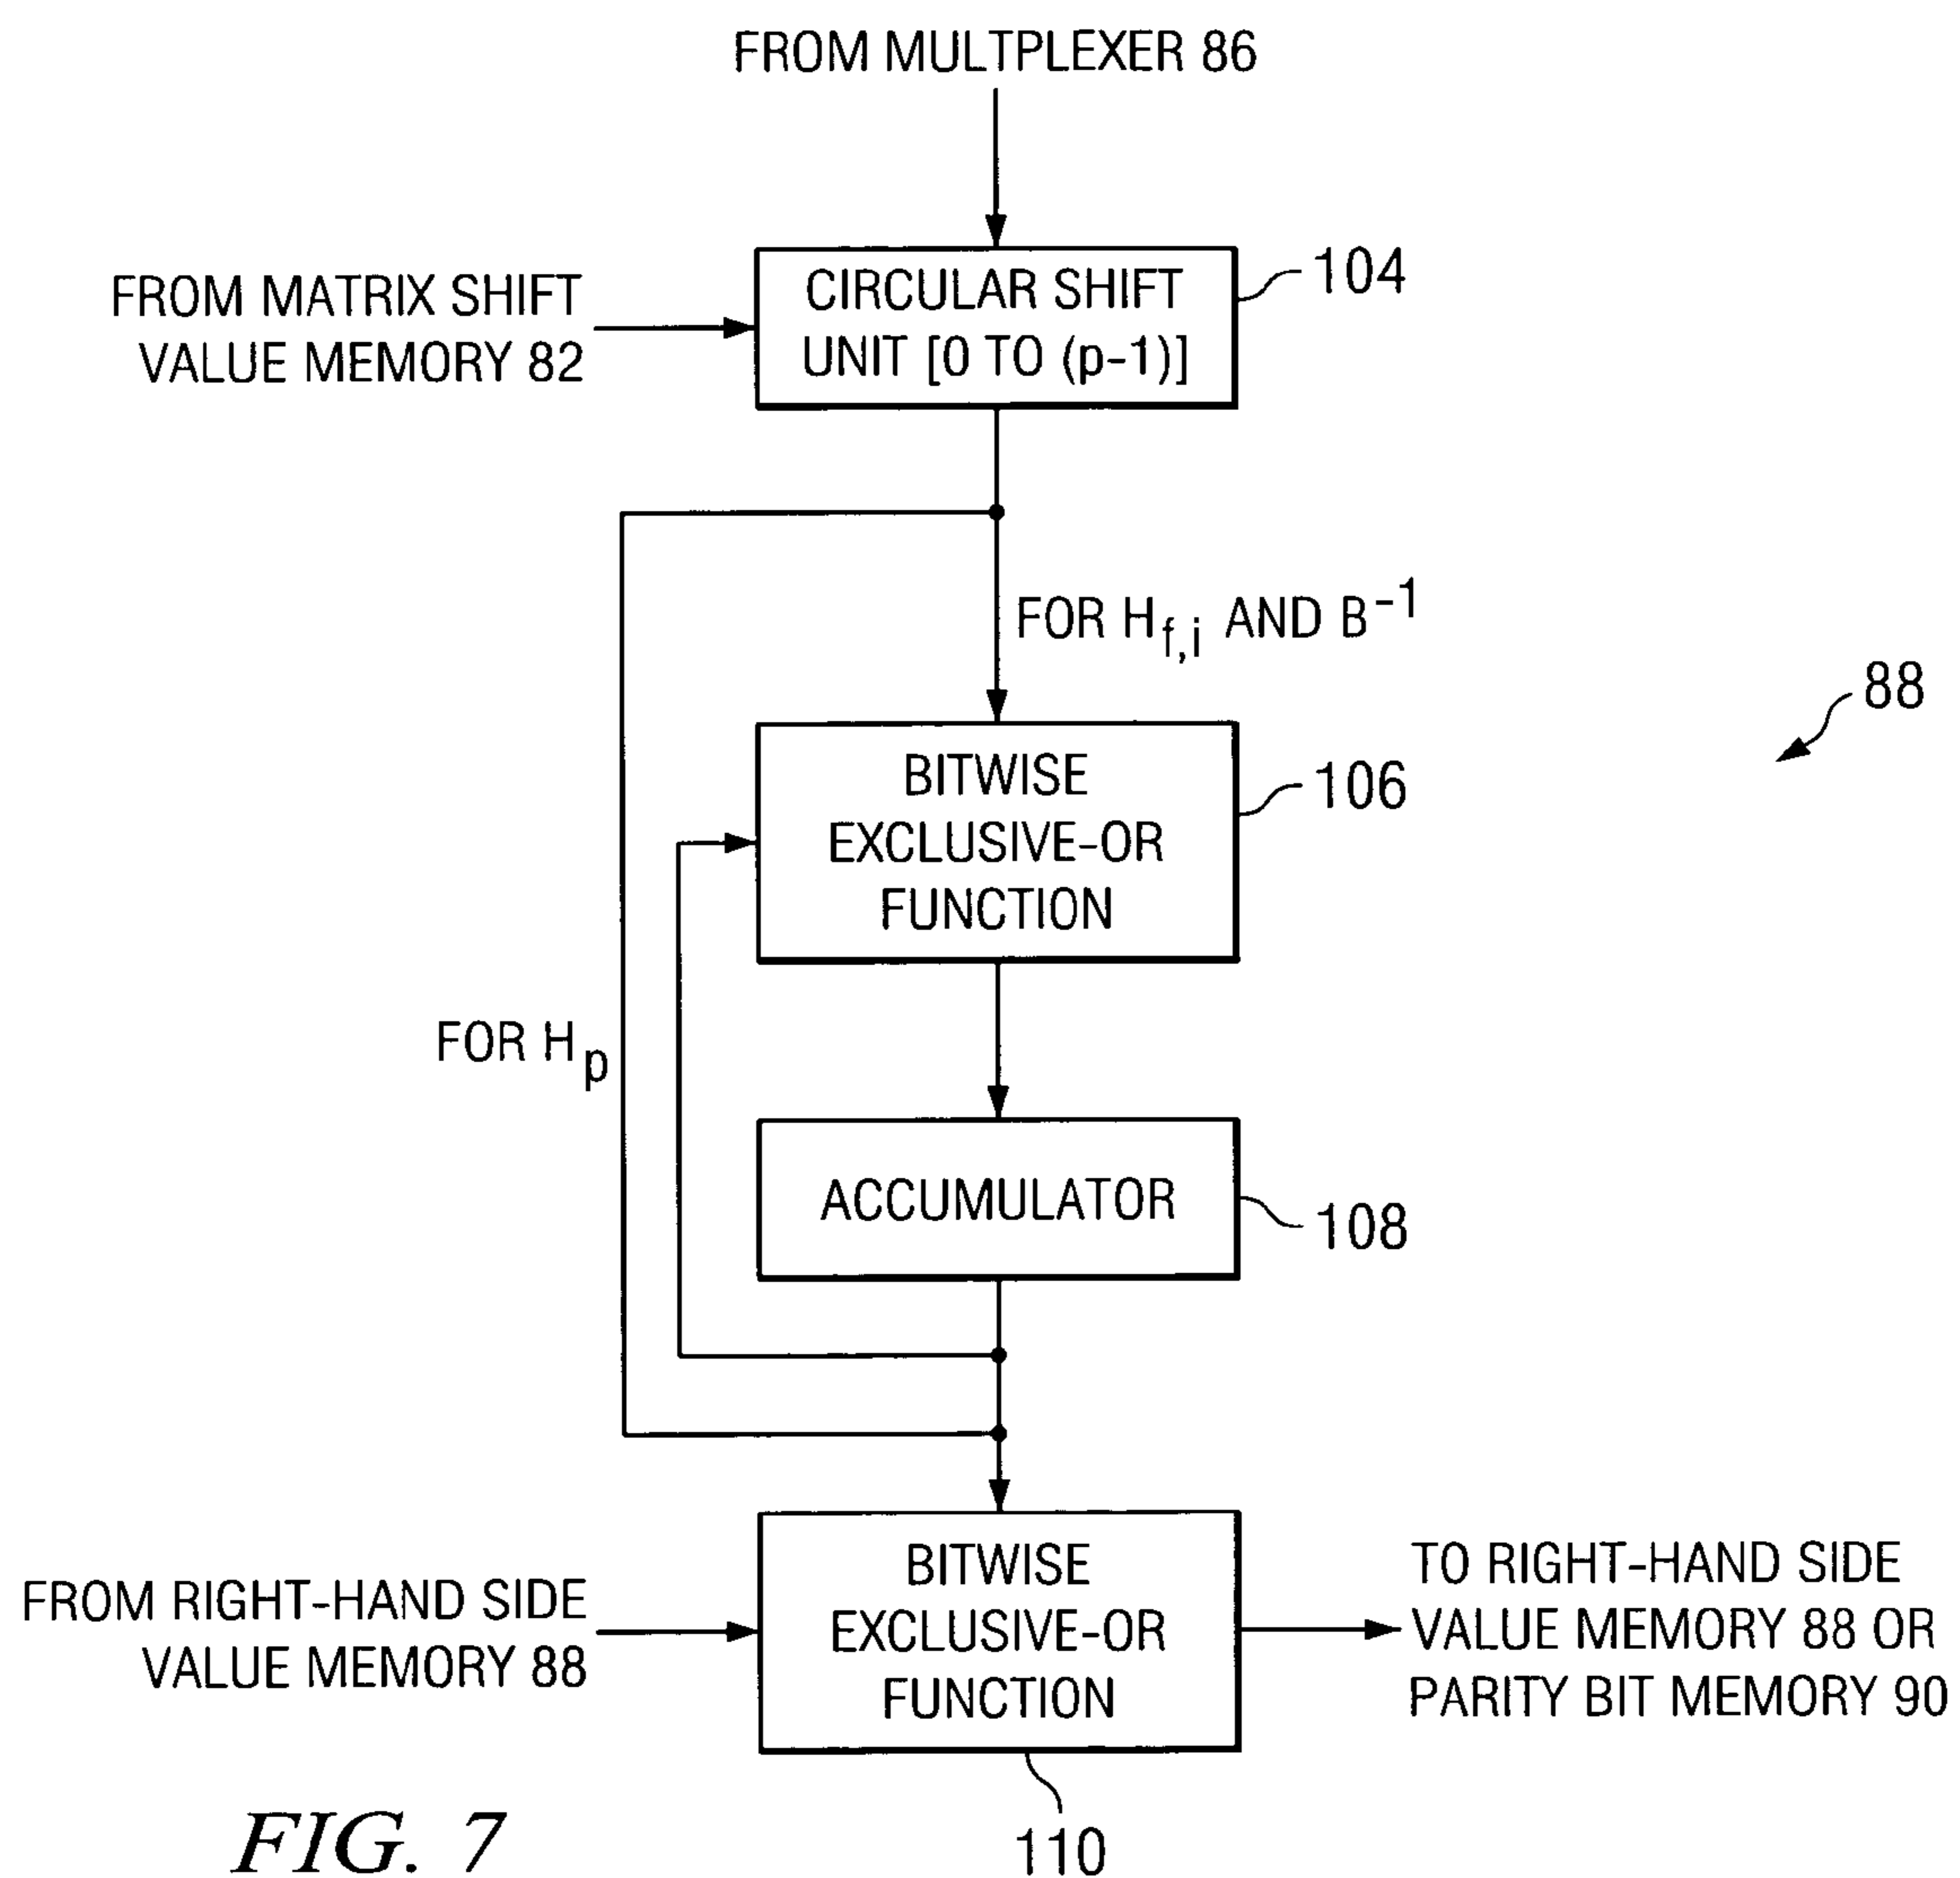 FROM MULTPLEXER 86
FROM MATRIX SHIFT
VALUE MEMORY 82
CIRCULAR SHIFT
UNIT [0 TO (p-1)]
104
FOR H_f,i AND B^-1
88
BITWISE
EXCLUSIVE-OR
FUNCTION
106
FOR H_p
ACCUMULATOR
108
FROM RIGHT-HAND SIDE
VALUE MEMORY 88
BITWISE
EXCLUSIVE-OR
FUNCTION
TO RIGHT-HAND SIDE
VALUE MEMORY 88 OR
PARITY BIT MEMORY 90
110
FIG. 7